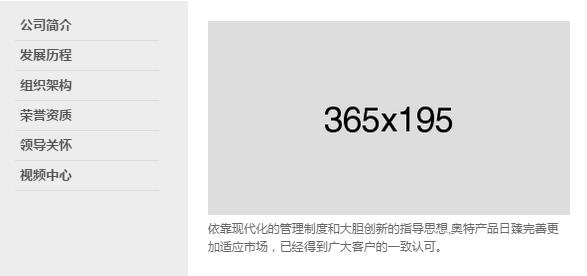 公司简介
发展历程
组织架构
荣誉资质
领导关怀
视频中心
365x195
依靠现代化的管理制度和大胆创新的指导思想,奥特产品日臻完善更
加适应市场，已经得到广大客户的一致认可。